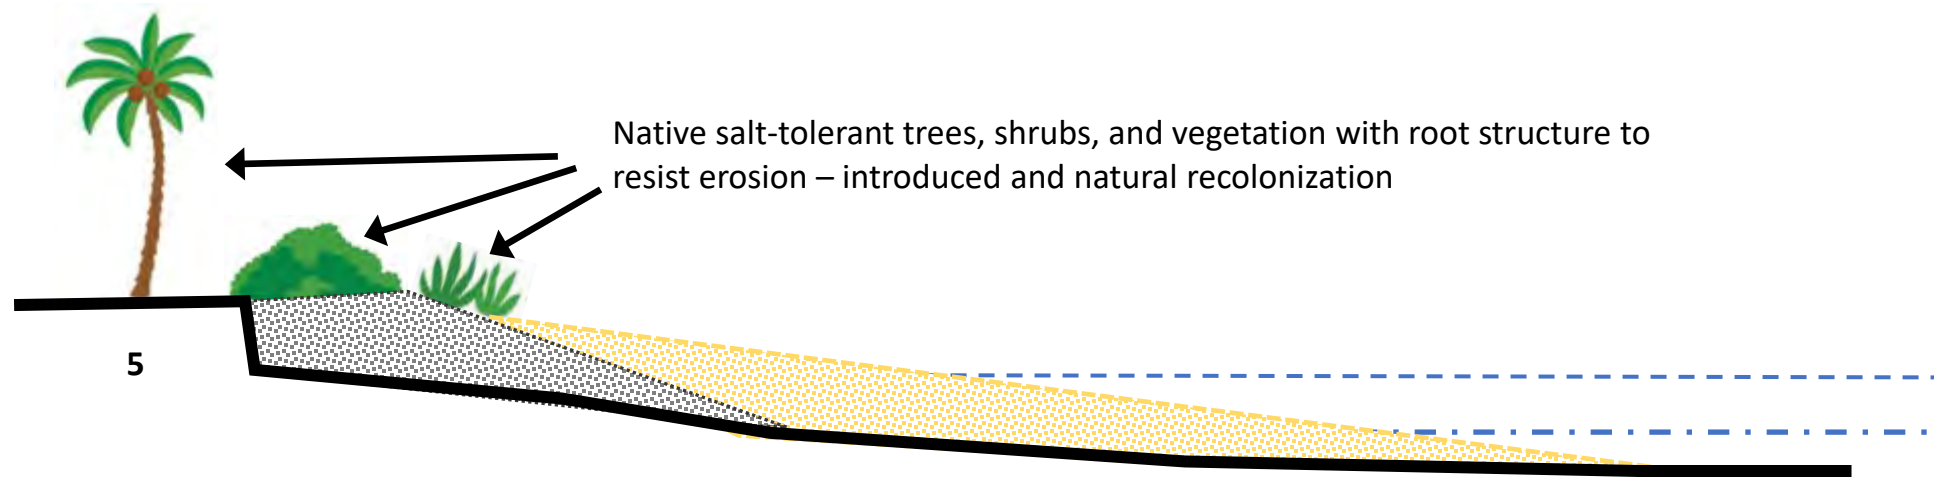 Native salt-tolerant trees, shrubs, and vegetation with root structure to
resist erosion – introduced and natural recolonization
5